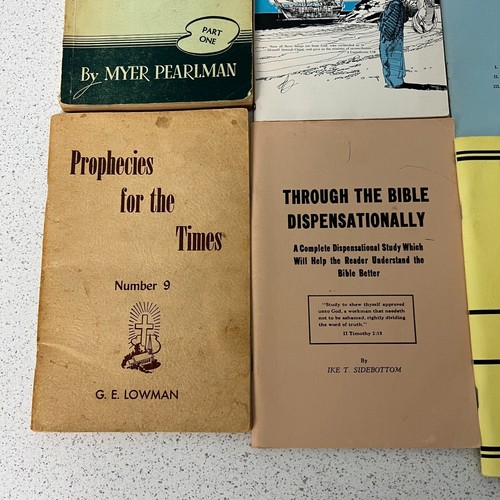 PART
ONE
By MYER PEARLMAN
Prophecies
for the
Times
Number 9
G. E. LOWMAN
THROUGH THE BIBLE
DISPENSATIONALLY
A Complete Dispensational Study Which
Will Help the Reader Understand the
Bible Better
"Study to shew thyself approved
unto God, a workman that needeth
not to be ashamed, rightly dividing
the word of truth."
II Timothy 2:15
By
IKE T. SIDEBOTTOM
I.
II
III.